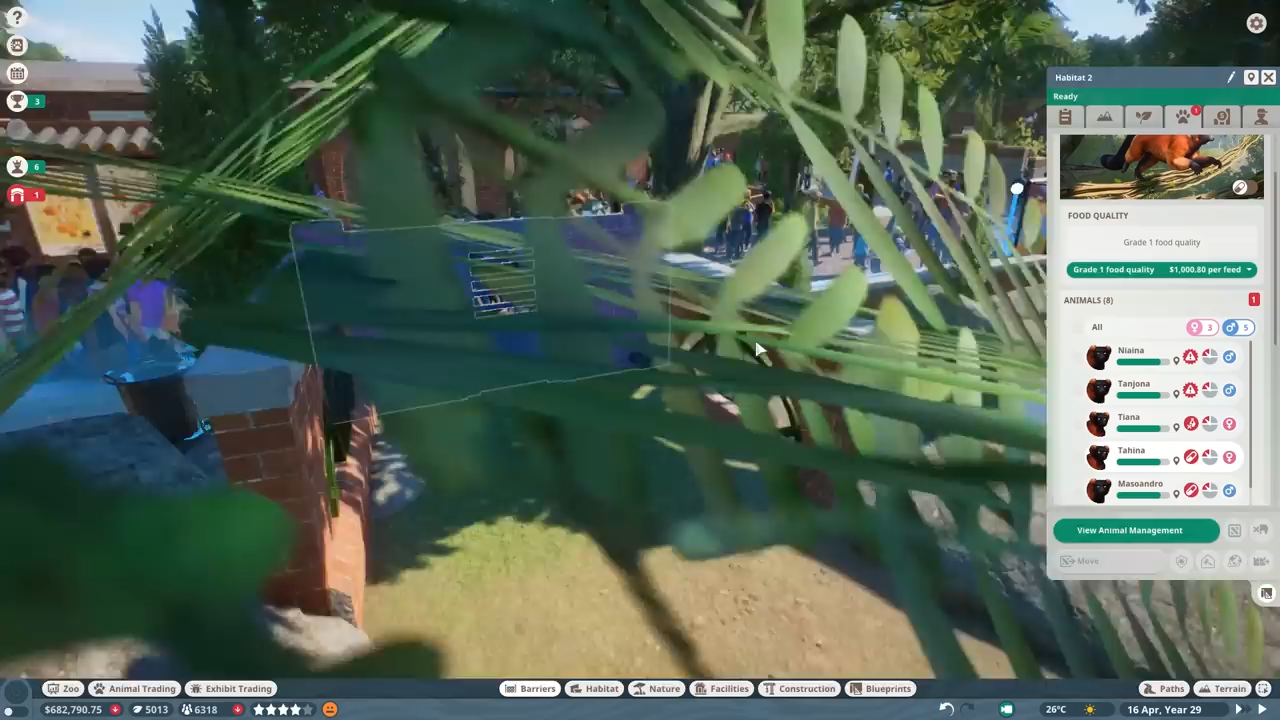 ?
Habitat 2
Ready
3
1
6
1
FOOD QUALITY
Grade 1 food quality
Grade 1 food quality $1,000.80 per feed
ANIMALS (8) 1
All 3 5
Niaina
Tanjona
Tiana
Tahina
Masoandro
View Animal Management
Move
Zoo Animal Trading Exhibit Trading Barriers Habitat Nature Facilities Construction Blueprints Paths Terrain
$682,790.75 5013 6318 26°C 16 Apr, Year 29